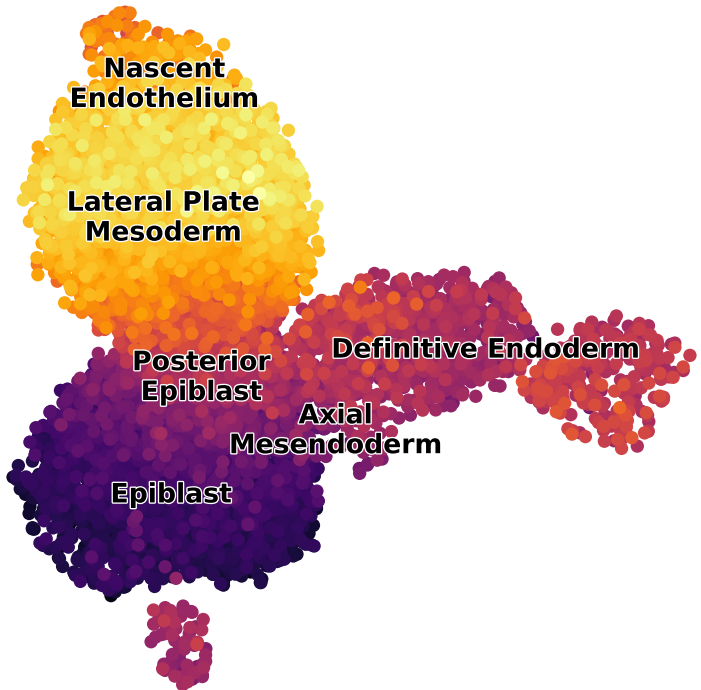 Nascent
Endothelium
Lateral Plate
Mesoderm
Definitive Endoderm
Posterior
Epiblast
Axial
Mesendoderm
Epiblast